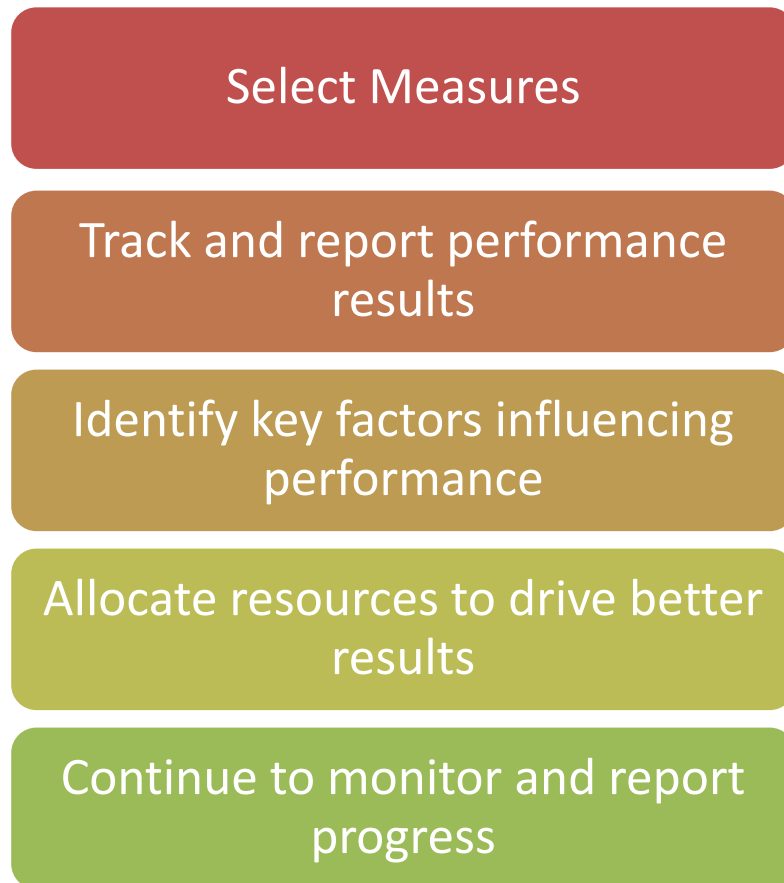 Select Measures
Track and report performance
results
Identify key factors influencing
performance
Allocate resources to drive better
results
Continue to monitor and report
progress